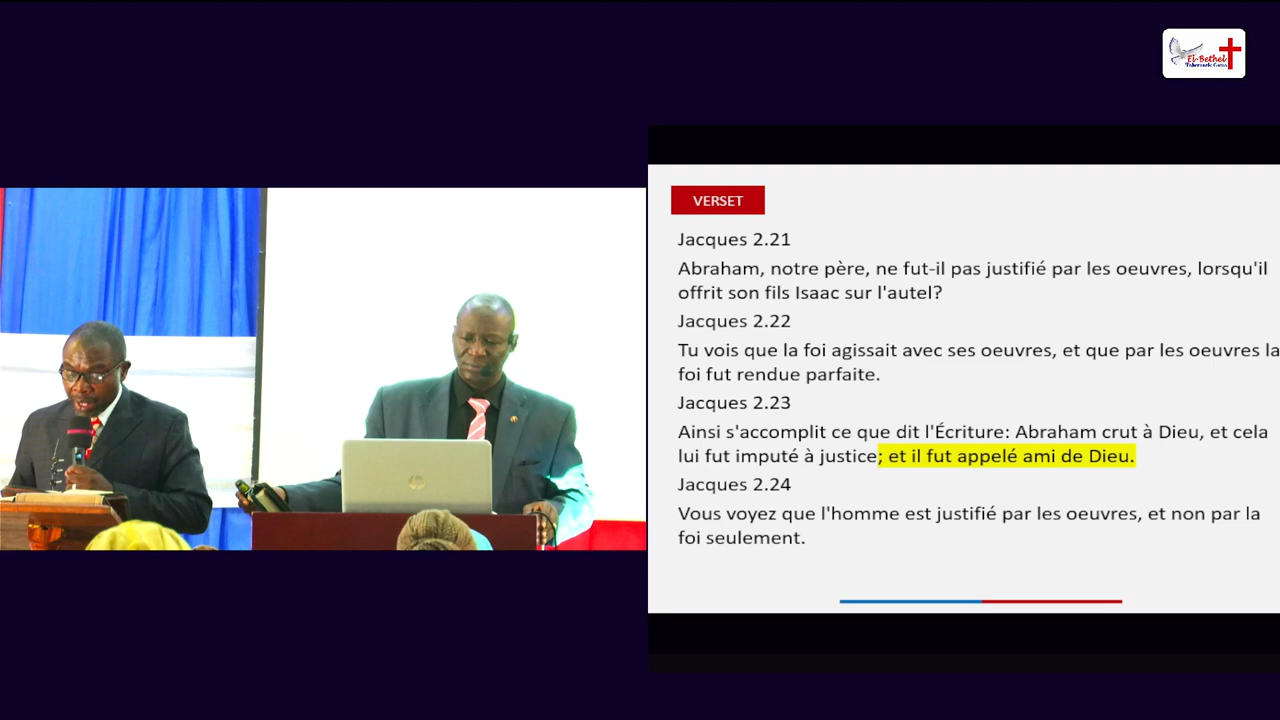 El-Bethel
VERSET
Jacques 2.21
Abraham, notre père, ne fut-il pas justifié par les oeuvres, lorsqu'il
offrit son fils Isaac sur l'autel?
Jacques 2.22
Tu vois que la foi agissait avec ses oeuvres, et que par les oeuvres la
foi fut rendue parfaite.
Jacques 2.23
Ainsi s'accomplit ce que dit l'Écriture: Abraham crut à Dieu, et cela
lui fut imputé à justice; et il fut appelé ami de Dieu.
Jacques 2.24
Vous voyez que l'homme est justifié par les oeuvres, et non par la
foi seulement.